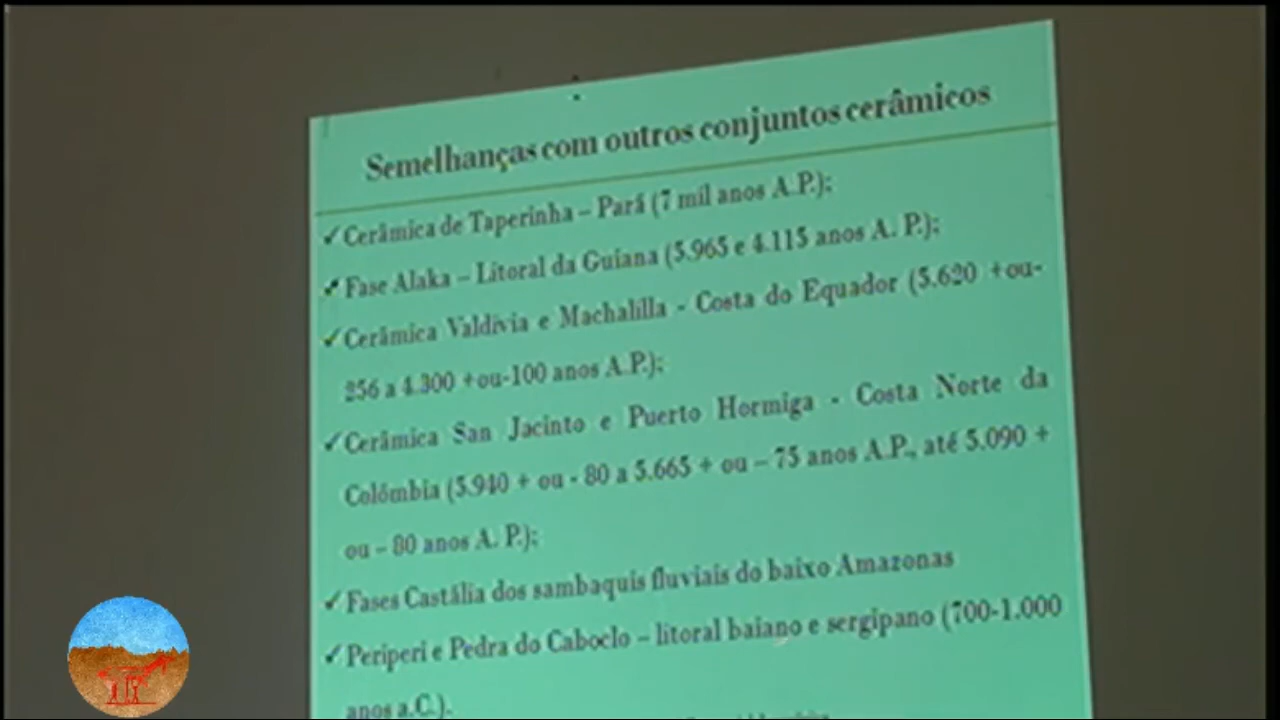 Semelhanças com outros conjuntos cerâmicos
✓ Cerâmica de Taperinha – Pará (7 mil anos A.P.);
✓ Fase Alaka – Litoral da Guiana (5.965 e 4.115 anos A. P.);
✓ Cerâmica Valdivia e Machalilla - Costa do Equador (5.620 +ou-
256 a 4.300 +ou-100 anos A.P.);
✓ Cerâmica San Jacinto e Puerto Hormiga - Costa Norte da
Colômbia (5.940 + ou - 80 a 5.665 + ou – 75 anos A.P., até 5.090 +
ou – 80 anos A. P.);
✓ Fases Castália dos sambaquis fluviais do baixo Amazonas
✓ Periperi e Pedra do Caboclo – litoral baiano e sergipano (700-1.000
anos a.C.).